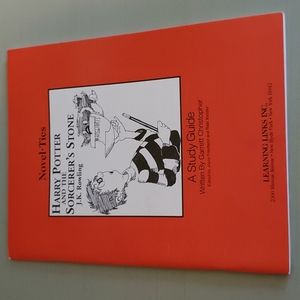 Novel·Ties
HARRY POTTER
AND THE
SORCERER'S STONE
J.K. Rowling
A Study Guide
Written By Garrett Christopher
LEARNING LINKS INC.